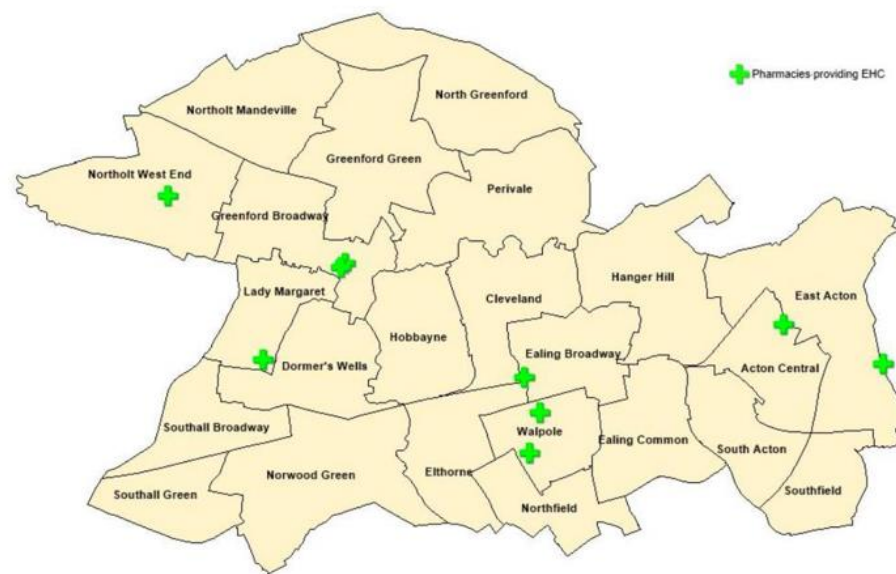 Pharmacies providing EHC
North Greenford
Northolt Mandeville
Greenford Green
Northolt West End
Perivale
Greenford Broadway
Hanger Hill
Lady Margaret
East Acton
Cleveland
Hobbayne
Ealing Broadway
Dormer's Wells
Acton Central
Southall Broadway
Walpole
Ealing Common
South Acton
Norwood Green
Elthorne
Southall Green
Southfield
Northfield